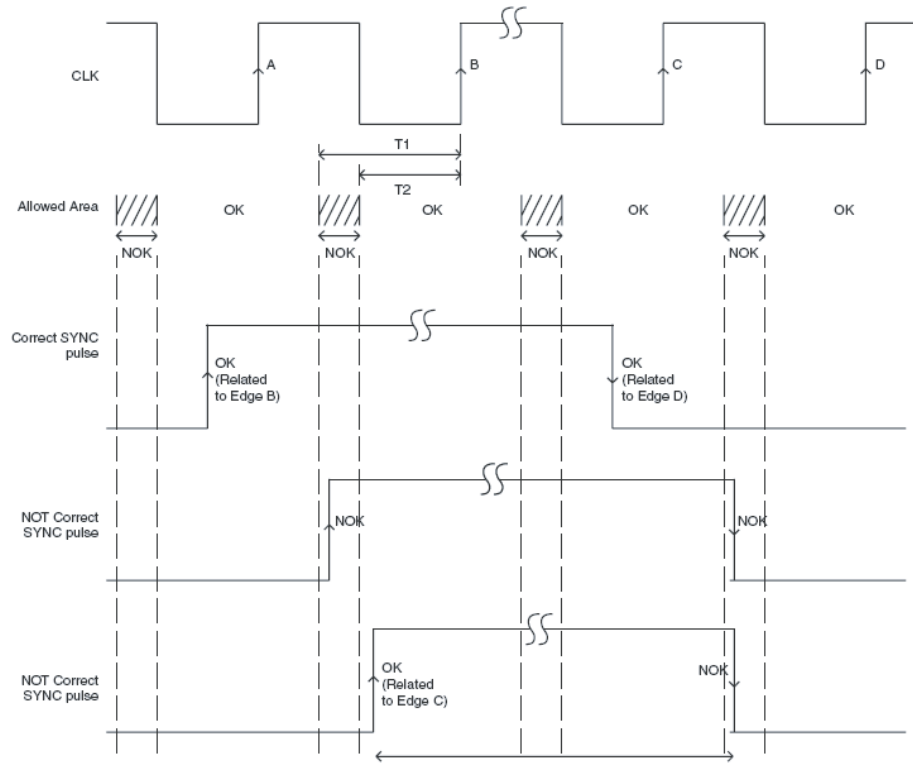 CLK
A
B
C
D
T1
T2
Allowed Area
OK
OK
OK
OK
NOK
NOK
NOK
NOK
Correct SYNC
pulse
OK
(Related
to Edge B)
OK
(Related
to Edge D)
NOT Correct
SYNC pulse
NOK
NOK
NOT Correct
SYNC pulse
OK
(Related
to Edge C)
NOK